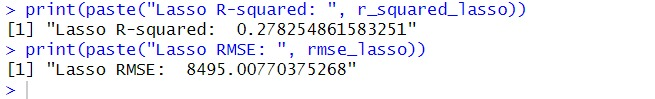 > print(paste("Lasso R-squared: ", r_squared_lasso))
[1] "Lasso R-squared:  0.278254861583251"
> print(paste("Lasso RMSE: ", rmse_lasso))
[1] "Lasso RMSE:  8495.00770375268"
>